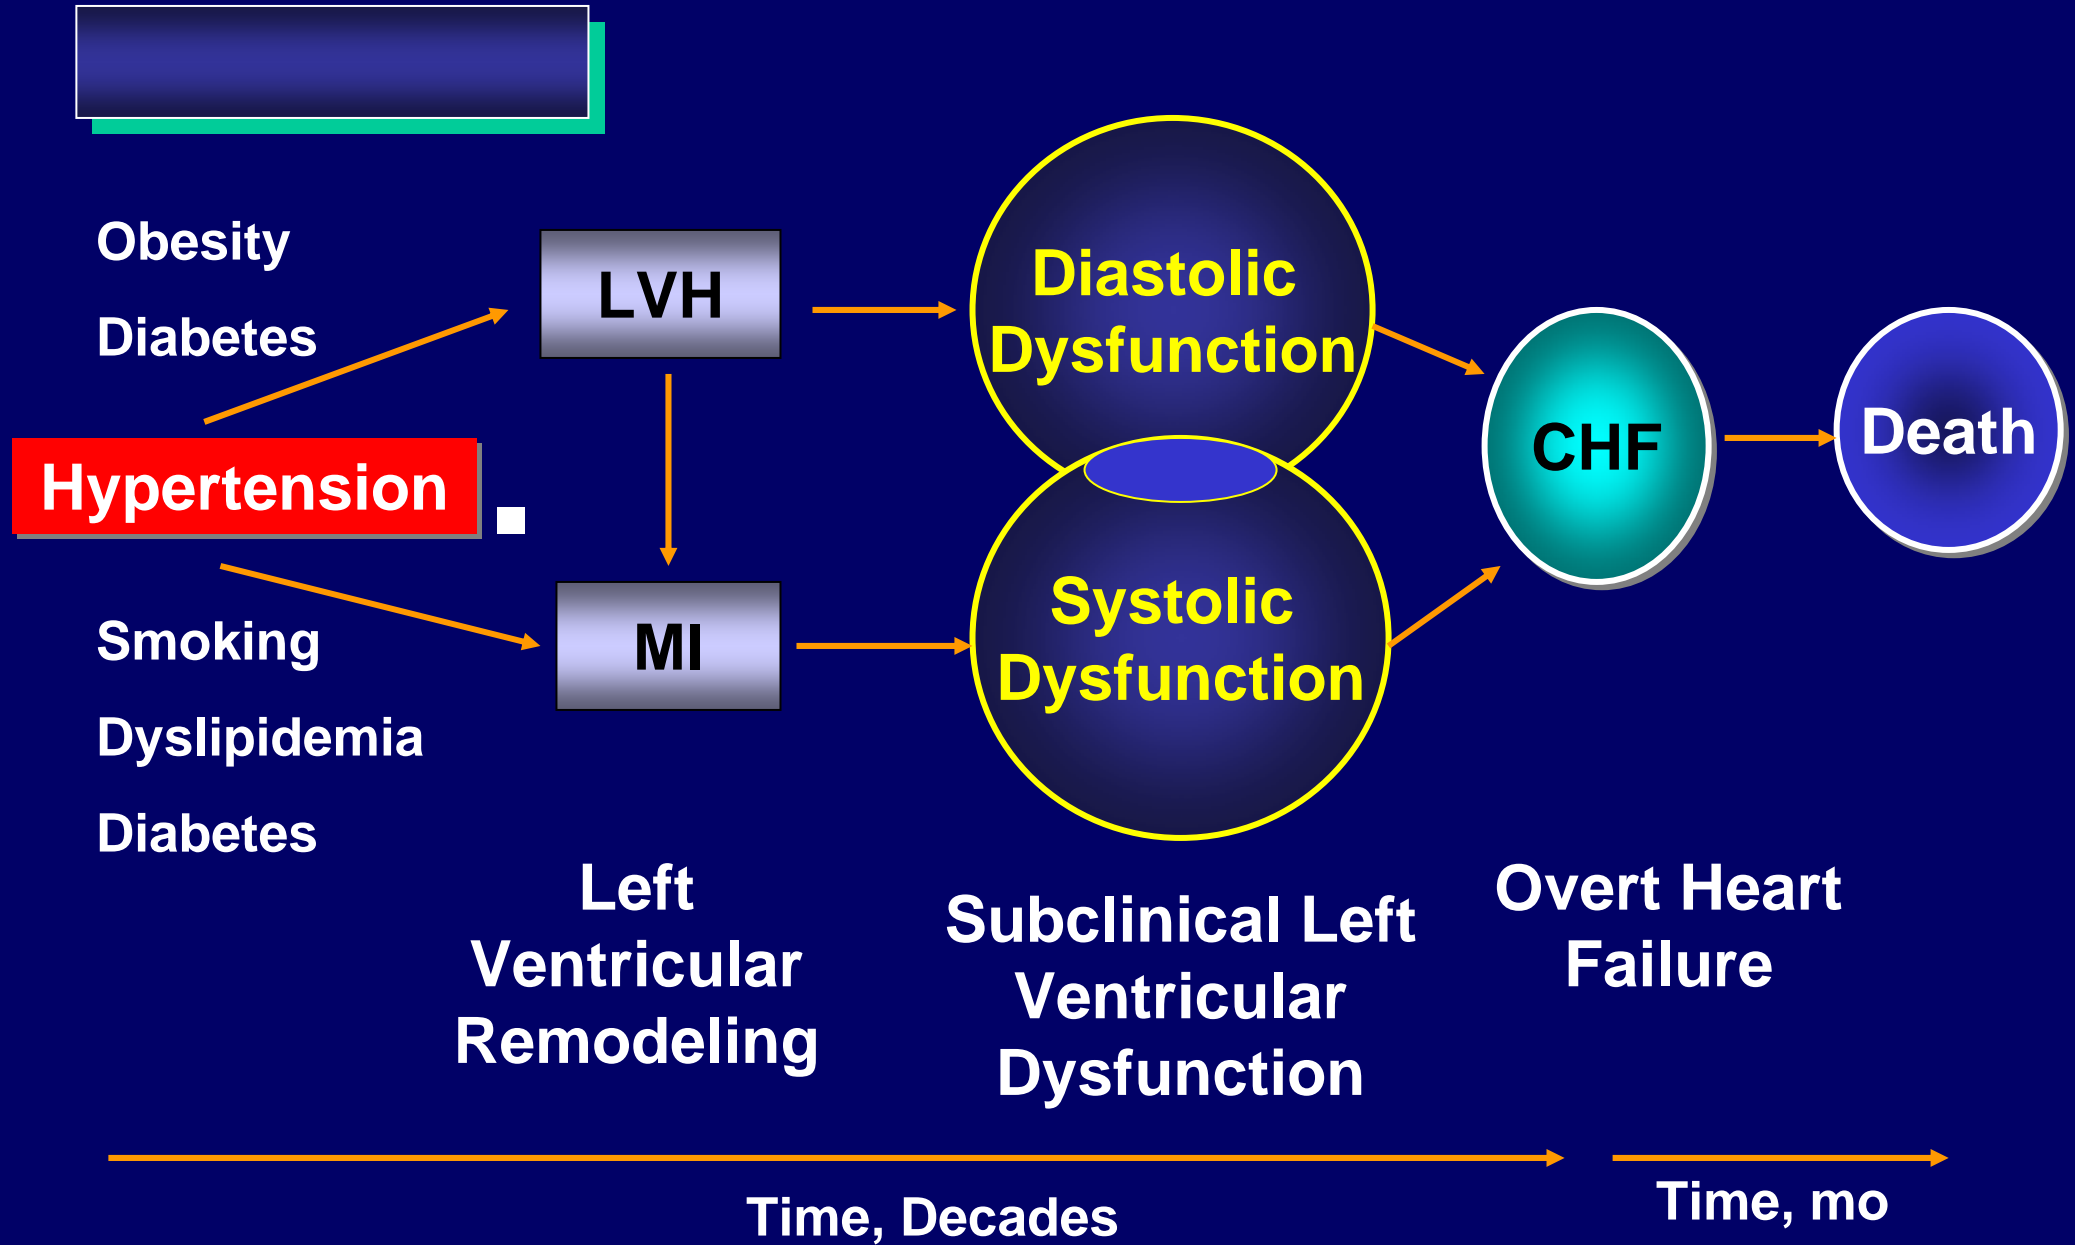 Obesity
Diabetes
Hypertension
Smoking
Dyslipidemia
Diabetes
LVH
MI
Left
Ventricular
Remodeling
Diastolic
Dysfunction
Systolic
Dysfunction
Subclinical Left
Ventricular
Dysfunction
CHF
Overt Heart
Failure
Death
Time, Decades
Time, mo